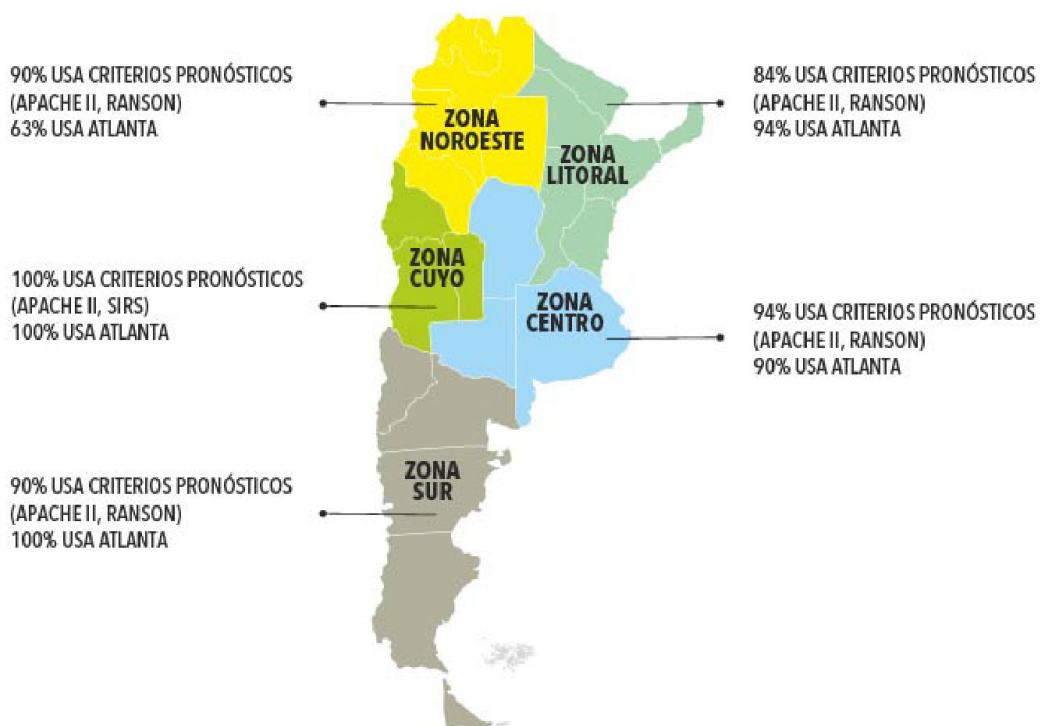 90% USA CRITERIOS PRONÓSTICOS
(APACHE II, RANSON)
63% USA ATLANTA
84% USA CRITERIOS PRONÓSTICOS
(APACHE II, RANSON)
94% USA ATLANTA
ZONA
NOROESTE
ZONA
LITORAL
100% USA CRITERIOS PRONÓSTICOS
(APACHE II, SIRS)
100% USA ATLANTA
ZONA
CUYO
ZONA
CENTRO
94% USA CRITERIOS PRONÓSTICOS
(APACHE II, RANSON)
90% USA ATLANTA
90% USA CRITERIOS PRONÓSTICOS
(APACHE II, RANSON)
100% USA ATLANTA
ZONA
SUR